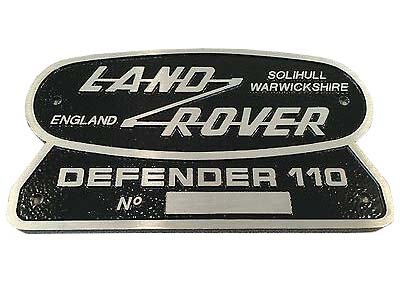 LAND
ROVER
SOLIHULL
WARWICKSHIRE
ENGLAND
DEFENDER 110
Nº